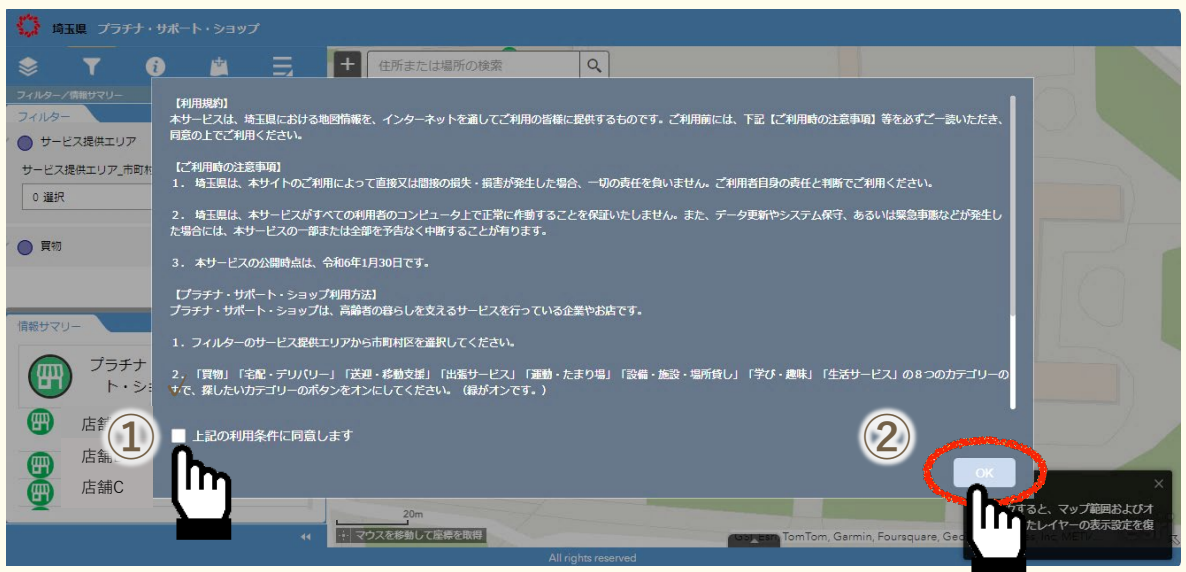 埼玉県 プラチナ・サポート・ショップ
住所または場所の検索
フィルター/情報サマリー
フィルター
サービス提供エリア
サービス提供エリア_市町村
0 選択
買物
情報サマリー
プラチナ
ト・ショ
店舗
店舗
店舗C
【利用規約】
本サービスは、埼玉県における地図情報を、インターネットを通してご利用の皆様に提供するものです。ご利用前には、下記【ご利用時の注意事項】等を必ずご一読いただき、
同意の上でご利用ください。
【ご利用時の注意事項】
1. 埼玉県は、本サイトのご利用によって直接又は間接の損失・損害が発生した場合、一切の責任を負いません。ご利用者自身の責任と判断でご利用ください。
2. 埼玉県は、本サービスがすべての利用者のコンピュータ上で正常に作動することを保証いたしません。また、データ更新やシステム保守、あるいは緊急事態などが発生し
た場合には、本サービスの一部または全部を予告なく中断することが有ります。
3. 本サービスの公開時点は、令和6年1月30日です。
【プラチナ・サポート・ショップ利用方法】
プラチナ・サポート・ショップは、高齢者の暮らしを支えるサービスを行っている企業やお店です。
1. フィルターのサービス提供エリアから市町村区を選択してください。
2. 「買物」「宅配・デリバリー」「送迎・移動支援」「出張サービス」「運動・たまり場」「設備・施設・場所貸し」「学び・趣味」「生活サービス」の8つのカテゴリーの
中で、探したいカテゴリーのボタンをオンにしてください。（緑がオンです。）
①
上記の利用条件に同意します
②
OK
すると、マップ範囲およびオ
たレイヤーの表示設定を復
20m
マウスを移動して座標を取得
TomTom, Garmin, Foursquare,
All rights reserved